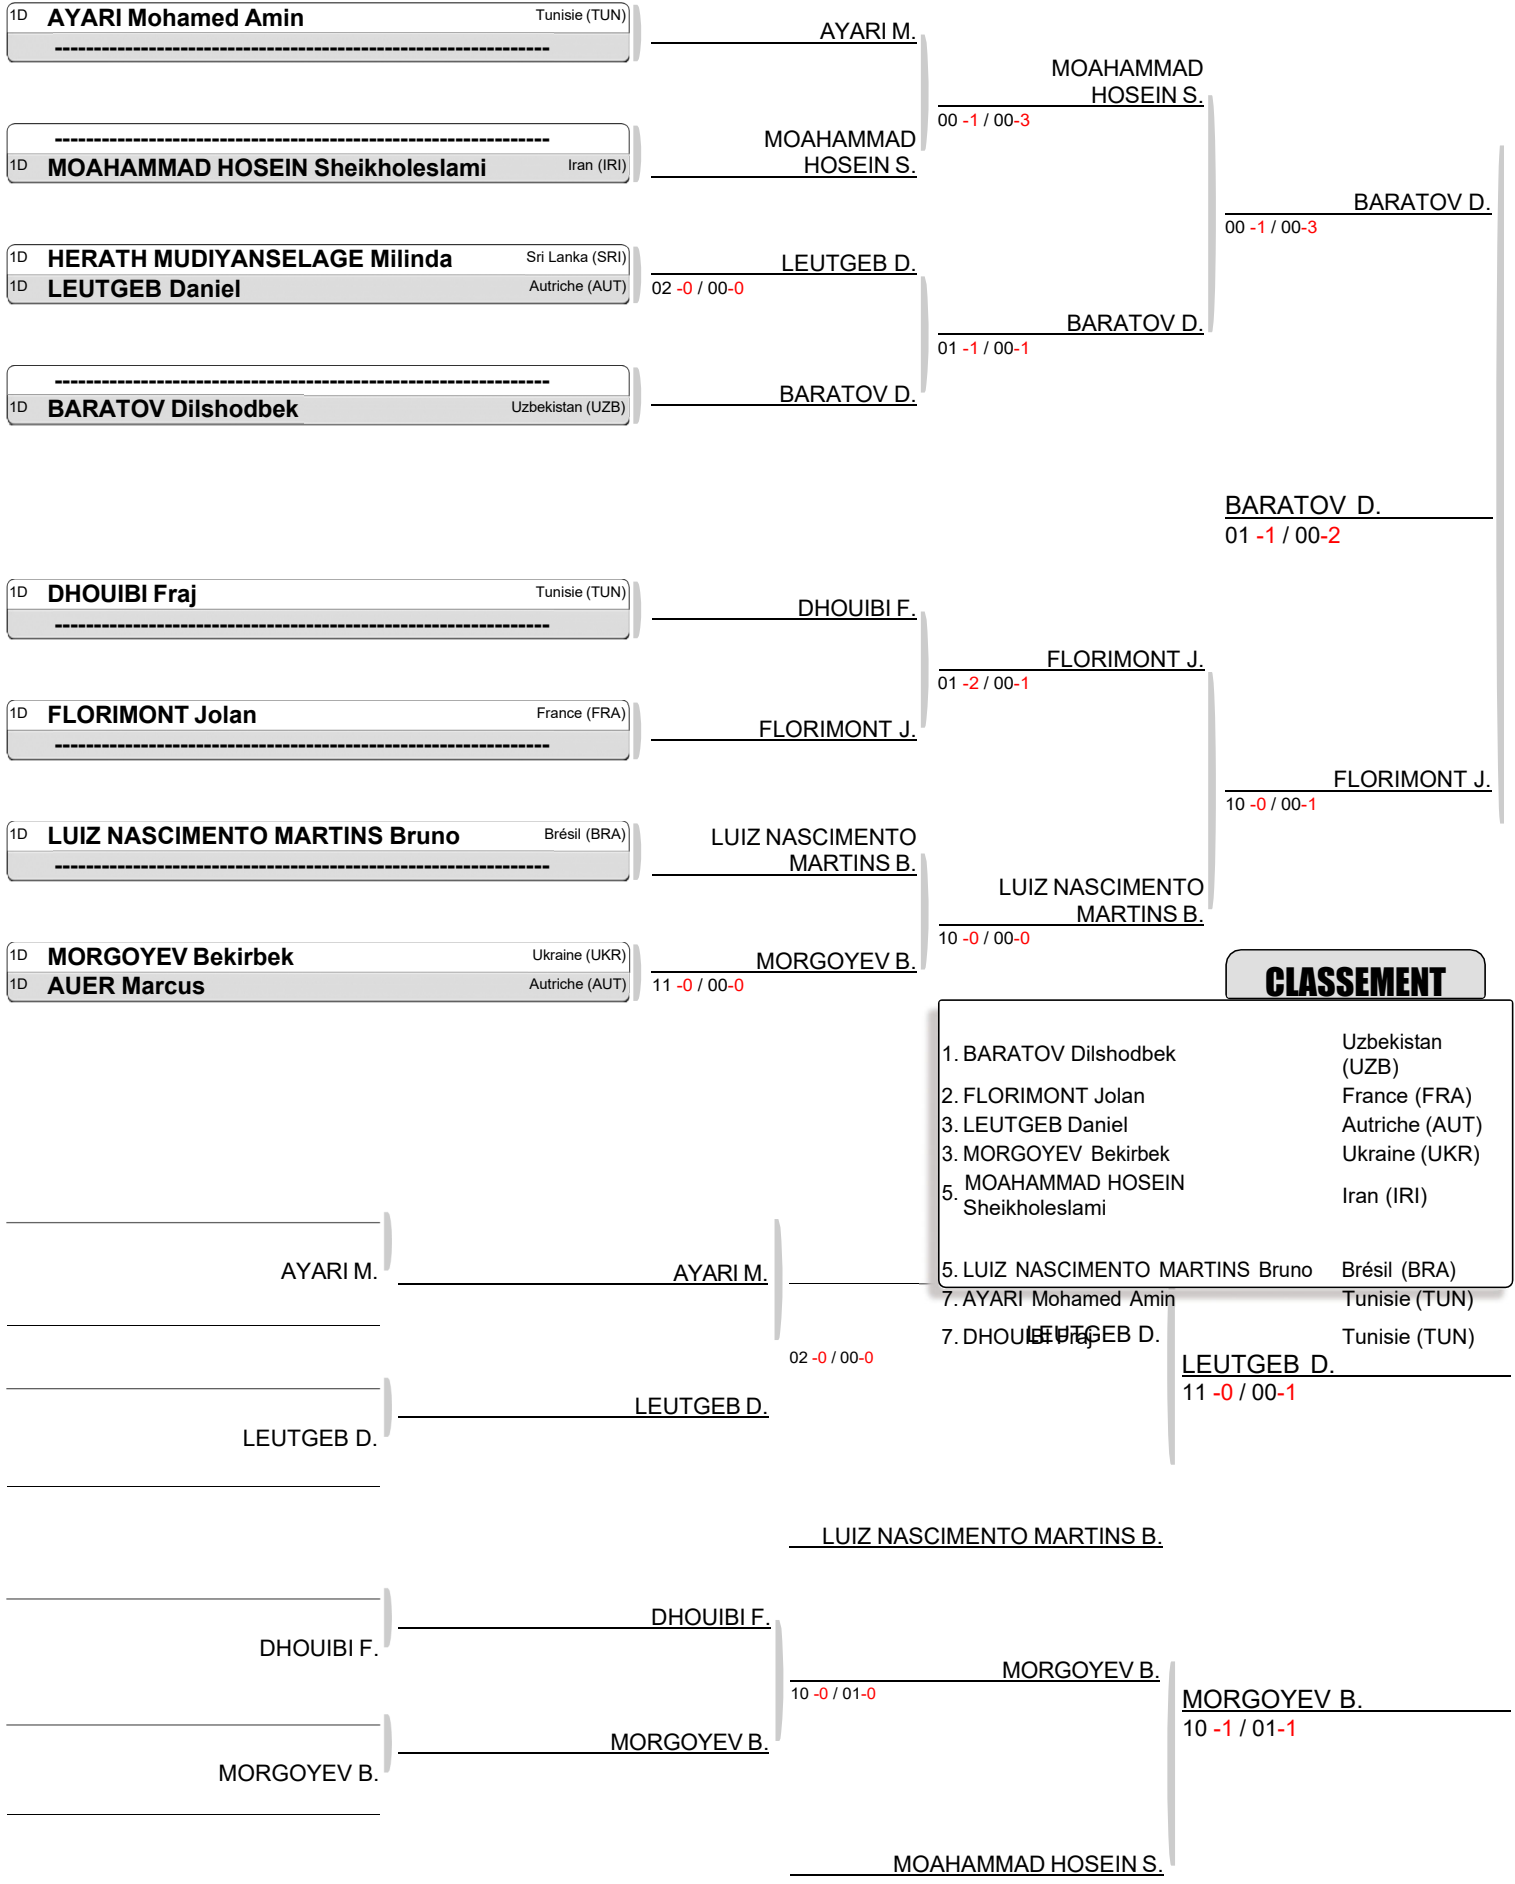 1D AYARI Mohamed Amin Tunisie (TUN)
----------------------------------------------------------------
AYARI M.
MOAHAMMAD
HOSEIN S.
00 -1 / 00-3
----------------------------------------------------------------
1D MOAHAMMAD HOSEIN Sheikholeslami Iran (IRI)
MOAHAMMAD
HOSEIN S.
BARATOV D.
00 -1 / 00-3
1D HERATH MUDIYANSELAGE Milinda Sri Lanka (SRI)
1D LEUTGEB Daniel Autriche (AUT)
LEUTGEB D.
02 -0 / 00-0
BARATOV D.
01 -1 / 00-1
----------------------------------------------------------------
1D BARATOV Dilshodbek Uzbekistan (UZB)
BARATOV D.
BARATOV D.
01 -1 / 00-2
1D DHOUIBI Fraj Tunisie (TUN)
----------------------------------------------------------------
DHOUIBI F.
FLORIMONT J.
01 -2 / 00-1
1D FLORIMONT Jolan France (FRA)
----------------------------------------------------------------
FLORIMONT J.
FLORIMONT J.
10 -0 / 00-1
1D LUIZ NASCIMENTO MARTINS Bruno Brésil (BRA)
----------------------------------------------------------------
LUIZ NASCIMENTO
MARTINS B.
LUIZ NASCIMENTO
MARTINS B.
10 -0 / 00-0
1D MORGOYEV Bekirbek Ukraine (UKR)
1D AUER Marcus Autriche (AUT)
MORGOYEV B.
11 -0 / 00-0
CLASSEMENT
1. BARATOV Dilshodbek Uzbekistan
(UZB)
2. FLORIMONT Jolan France (FRA)
3. LEUTGEB Daniel Autriche (AUT)
3. MORGOYEV Bekirbek Ukraine (UKR)
5. MOAHAMMAD HOSEIN
Sheikholeslami Iran (IRI)
5. LUIZ NASCIMENTO MARTINS Bruno Brésil (BRA)
7. AYARI Mohamed Amin Tunisie (TUN)
7. DHOUIBI Fraj Tunisie (TUN)
AYARI M.
AYARI M.
LEUTGEB D.
02 -0 / 00-0
LEUTGEB D.
11 -0 / 00-1
LEUTGEB D.
LEUTGEB D.
LUIZ NASCIMENTO MARTINS B.
DHOUIBI F.
DHOUIBI F.
MORGOYEV B.
10 -0 / 01-0
MORGOYEV B.
10 -1 / 01-1
MORGOYEV B.
MORGOYEV B.
MOAHAMMAD HOSEIN S.